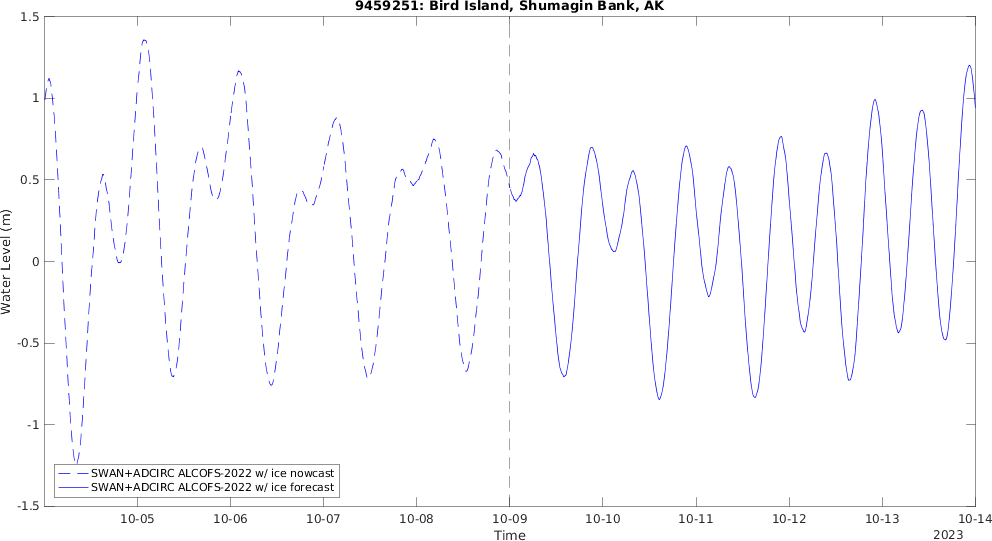 9459251: Bird Island, Shumagin Bank, AK
1.5
1
0.5
0
-0.5
-1
-1.5
Water Level (m)
SWAN+ADCIRC ALCOFS-2022 w/ ice nowcast
SWAN+ADCIRC ALCOFS-2022 w/ ice forecast
10-05 10-06 10-07 10-08 10-09 10-10 10-11 10-12 10-13 10-14
Time
2023